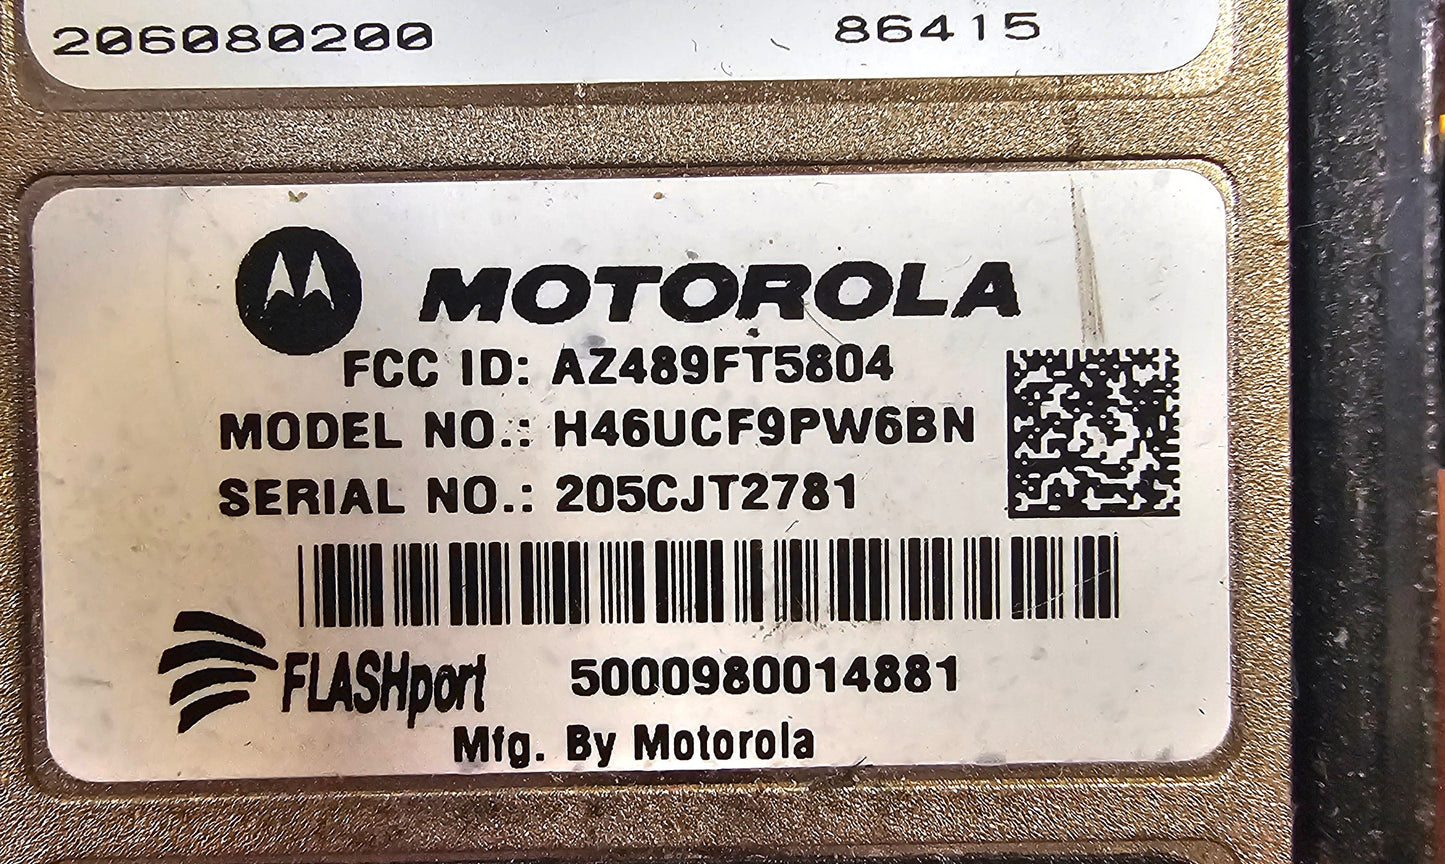 206080200 86415
MOTOROLA
FCC ID: AZ489FT5804
MODEL NO.: H46UCF9PW6BN
SERIAL NO.: 205CJT2781
FLASHport 5000980014881
Mfg. By Motorola